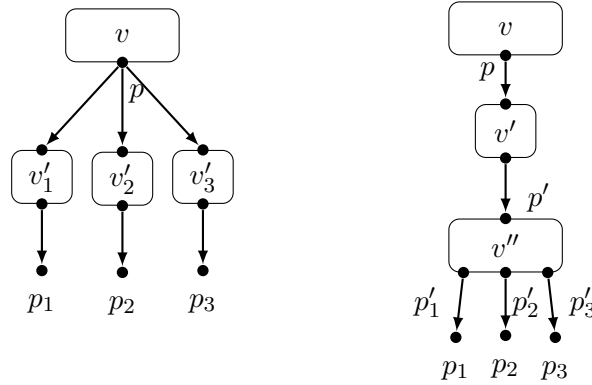 v
p
v′₁ v′₂ v′₃
p₁ p₂ p₃
v
p
v′
p′
v″
p′₁ p′₂ p′₃
p₁ p₂ p₃